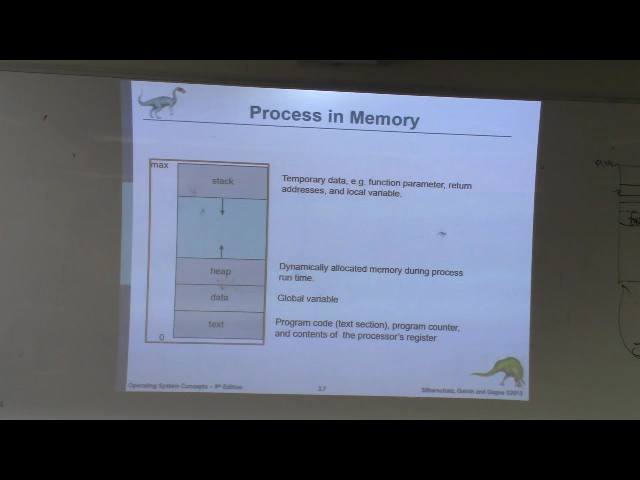 Process in Memory
max
stack
Temporary data, e.g. function parameter, return
addresses, and local variable.
heap
Dynamically allocated memory during process
run time.
data
Global variable
text
Program code (text section), program counter,
and contents of the processor's register
0
Operating System Concepts – 9th Edition
3.7
Silberschatz, Galvin and Gagne ©2013